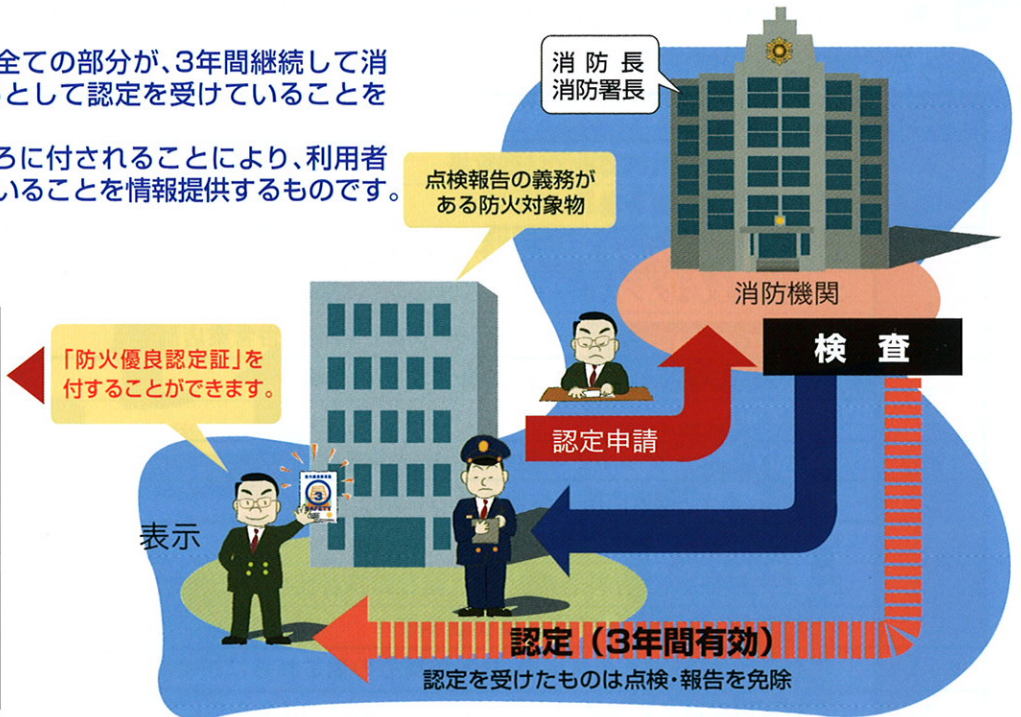 全ての部分が、3年間継続して消
として認定を受けていることを
ろに付されることにより、利用者
いることを情報提供するものです。
消防長
消防署長
点検報告の義務が
ある防火対象物
消防機関
検査
「防火優良認定証」を
付することができます。
認定申請
表示
3
認定（3年間有効）
認定を受けたものは点検・報告を免除